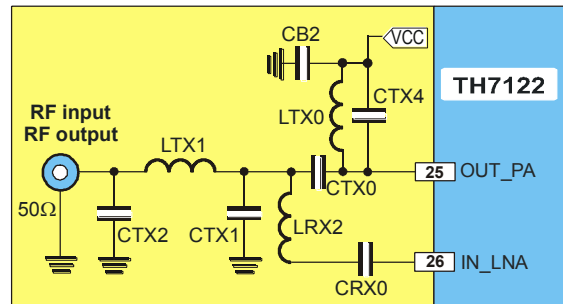 CB2
VCC
TH7122
CTX4
LTX0
RF input
RF output
LTX1
CTX0
25
OUT_PA
50Ω
CTX2
CTX1
LRX2
CRX0
26
IN_LNA